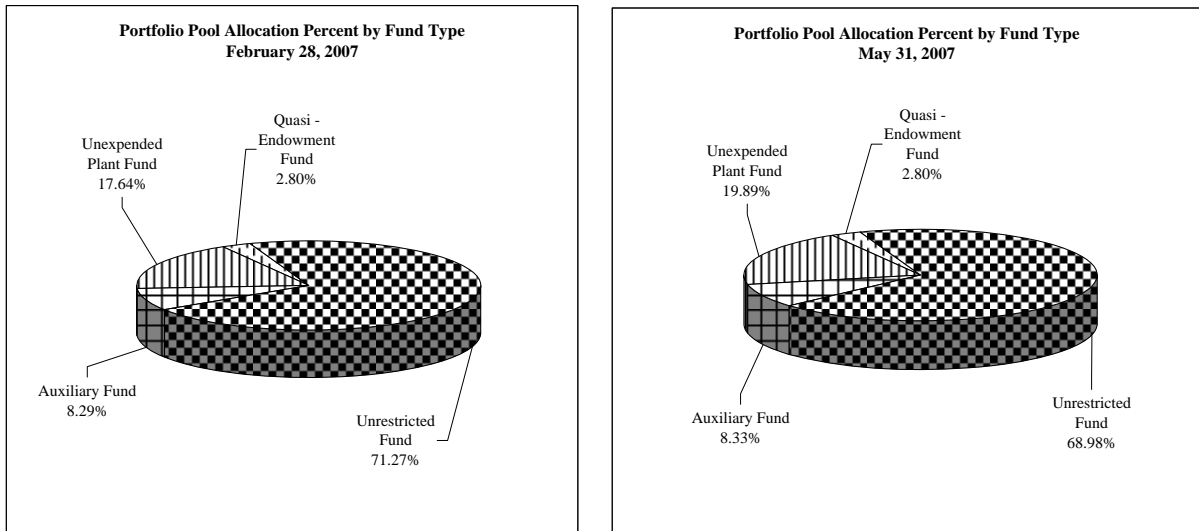 Portfolio Pool Allocation Percent by Fund Type
February 28, 2007
Quasi -
Endowment
Fund
2.80%
Unexpended
Plant Fund
17.64%
Auxiliary Fund
8.29%
Unrestricted
Fund
71.27%
Portfolio Pool Allocation Percent by Fund Type
May 31, 2007
Quasi -
Endowment
Fund
2.80%
Unexpended
Plant Fund
19.89%
Auxiliary Fund
8.33%
Unrestricted
Fund
68.98%